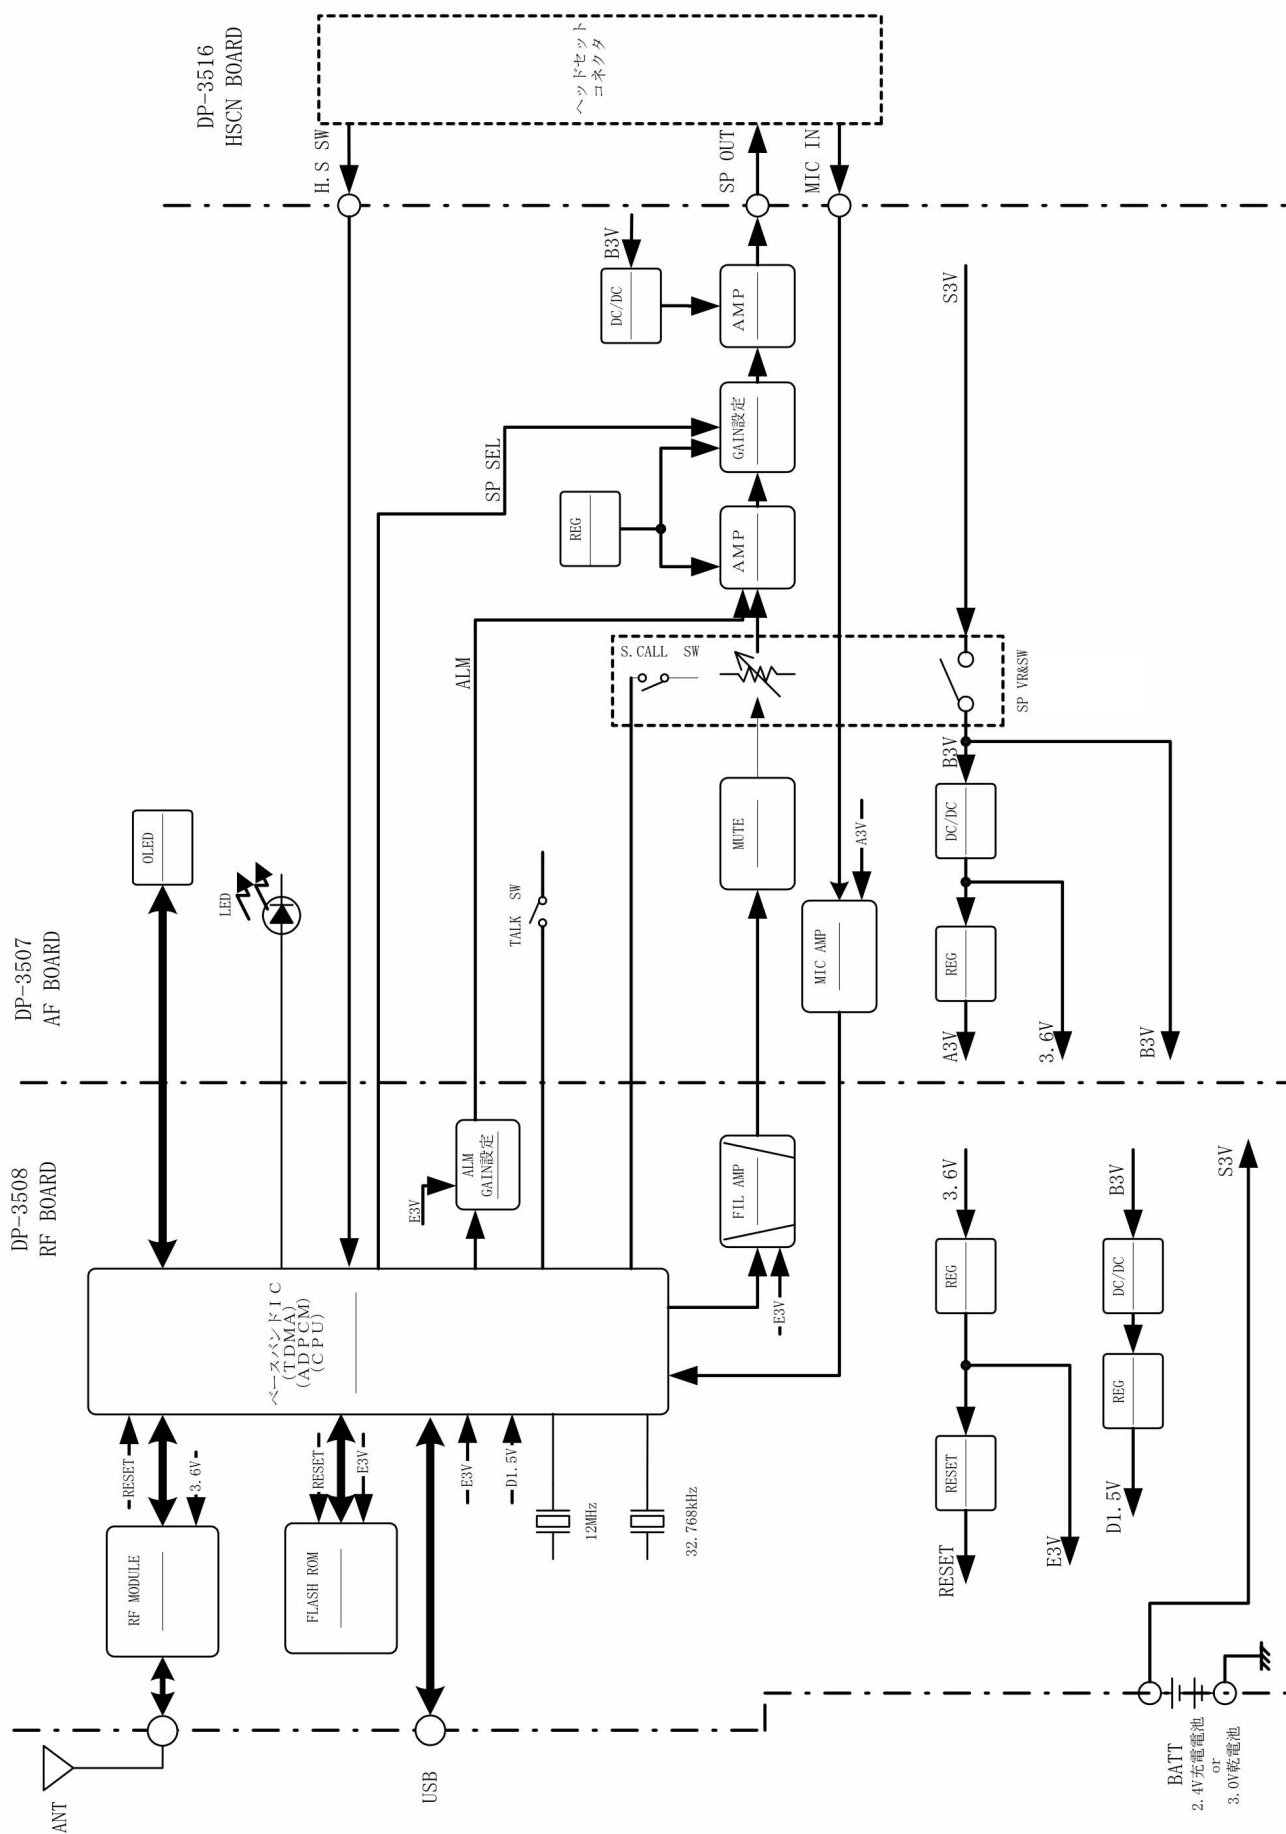 DP-3508
RF BOARD
DP-3507
AF BOARD
DP-3516
HSCN BOARD
ANT
RF MODULE
RESET
3.6V
OLED
LED
FLASH ROM
RESET
E3V
ベースバンドＩＣ
(ＴＤＭＡ)
(ＡＤＰＣＭ)
(ＣＰＵ)
H.S SW
ヘッドセット
コネクタ
USB
E3V
D1.5V
12MHz
32.768kHz
E3V
ALM
GAIN設定
ALM
SP SEL
TALK SW
REG
DC/DC
B3V
S.CALL SW
E3V
FIL AMP
MUTE
ＡＭＰ
GAIN設定
ＡＭＰ
SP OUT
MIC AMP
A3V
MIC IN
RESET
RESET
REG
3.6V
E3V
A3V
REG
DC/DC
B3V
3.6V
SP VR&SW
S3V
D1.5V
REG
DC/DC
B3V
B3V
BATT
2.4V充電電池
or
3.0V乾電池
S3V